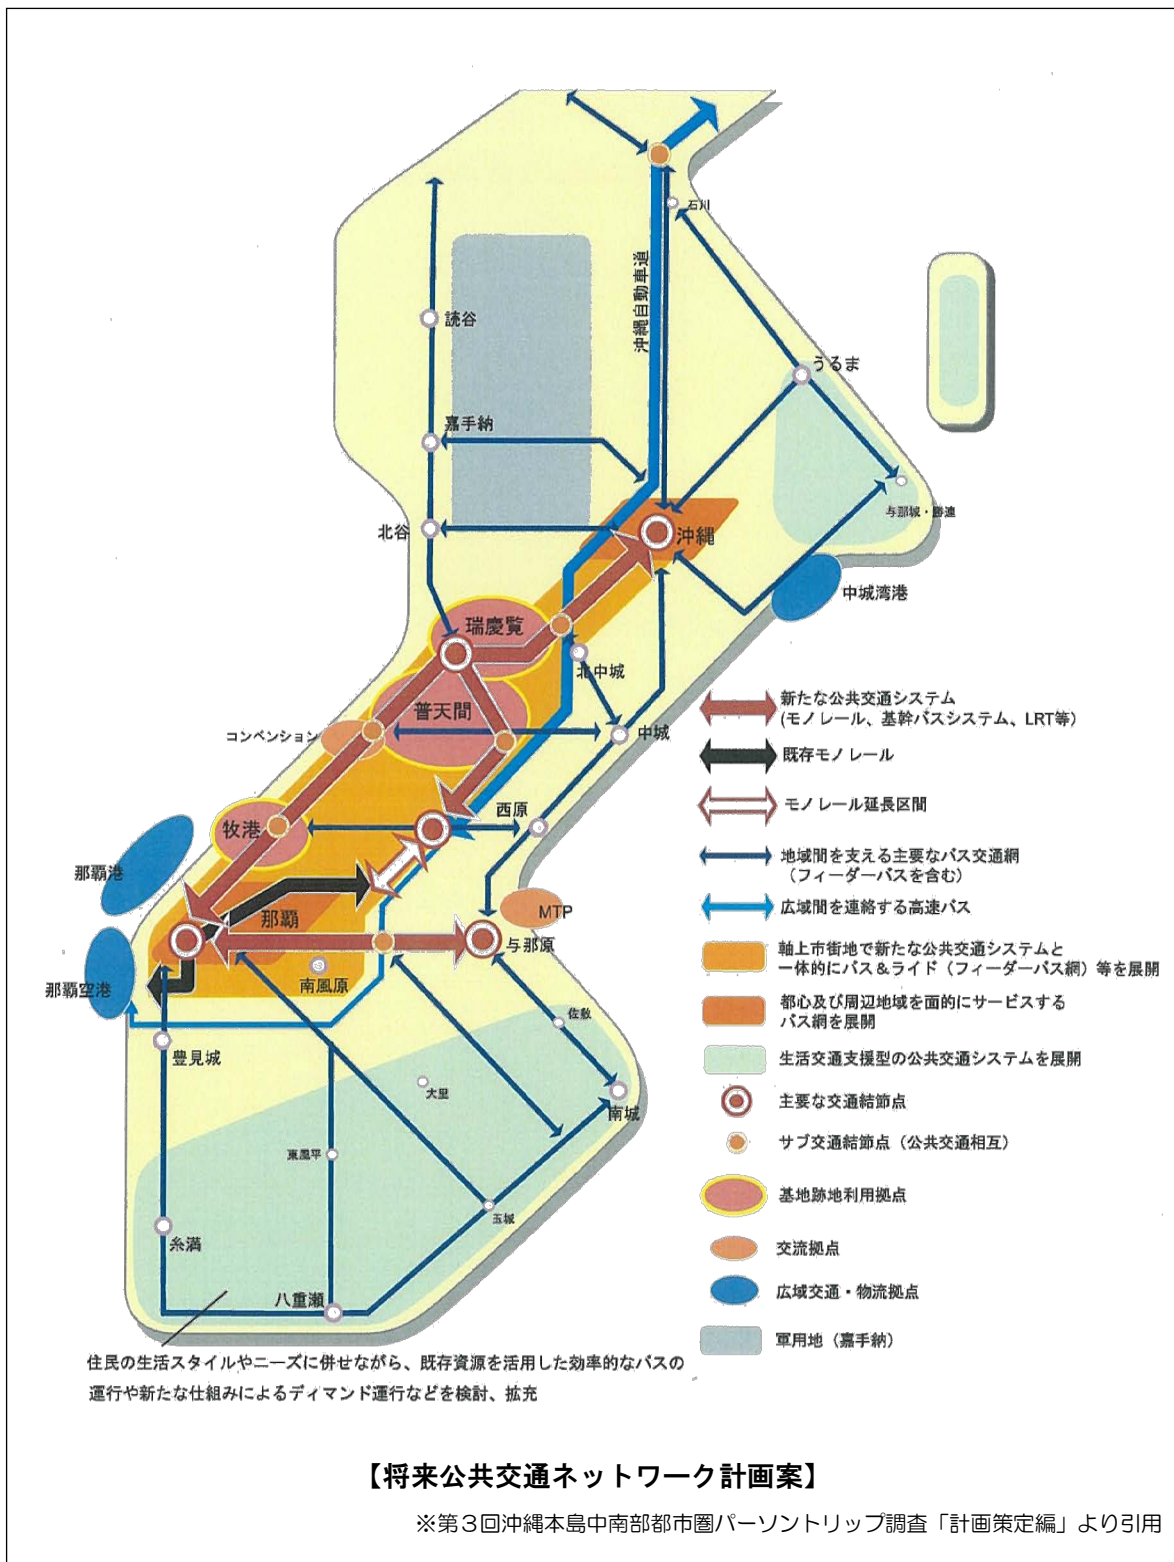 石川
沖縄自動車道
読谷
うるま
嘉手納
与那城・勝連
北谷
沖縄
中城湾港
瑞慶覧
北中城
普天間
コンベンション
中城
西原
牧港
那覇港
那覇
MTP
与那原
南風原
那覇空港
佐敷
豊見城
大里
南城
東風平
玉城
糸満
八重瀬
新たな公共交通システム
(モノレール、基幹バスシステム、LRT等)
既存モノレール
モノレール延長区間
地域間を支える主要なバス交通網
(フィーダーバスを含む)
広域間を連絡する高速バス
軸上市街地で新たな公共交通システムと
一体的にパス&ライド(フィーダーバス網)等を展開
都心及び周辺地域を面的にサービスする
バス網を展開
生活交通支援型の公共交通システムを展開
主要な交通結節点
サブ交通結節点(公共交通相互)
基地跡地利用拠点
交流拠点
広域交通・物流拠点
軍用地(嘉手納)
住民の生活スタイルやニーズに併せながら、既存資源を活用した効率的なバスの
運行や新たな仕組みによるディマンド運行などを検討、拡充
【将来公共交通ネットワーク計画案】
※第3回沖縄本島中南部都市圏パーソントリップ調査「計画策定編」より引用